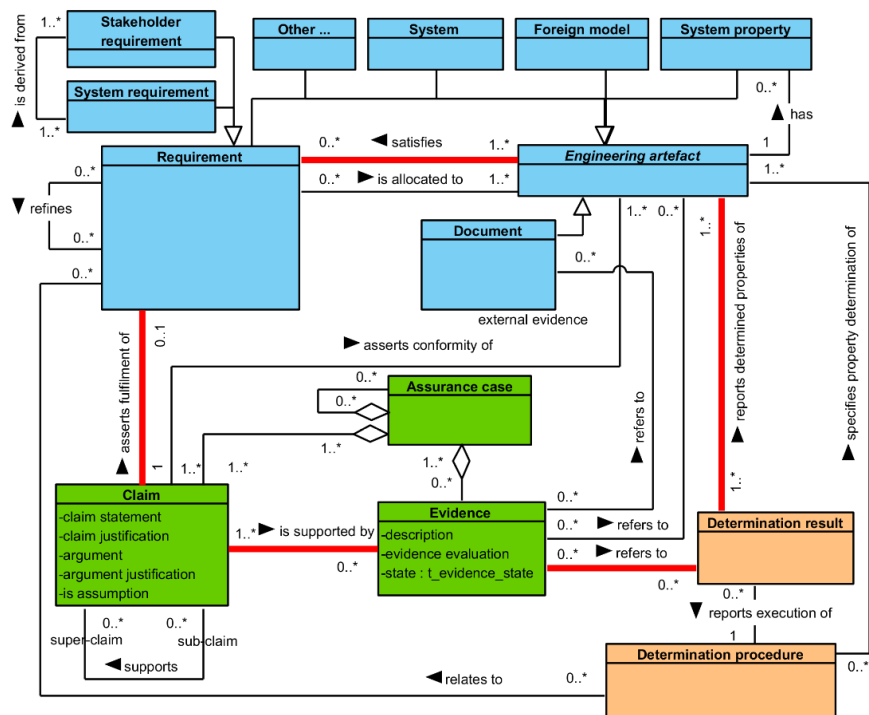 1..*
Stakeholder
requirement
Other ...
System
Foreign model
System property
is derived from
System requirement
1..*
0..*
has
1
0..*
satisfies
1..*
Requirement
Engineering artefact
0..*
0..*
is allocated to
1..*
1..*
refines
0..*
0..*
1..*
0..*
1..*
Document
0..*
external evidence
0..1
asserts fulfilment of
asserts conformity of
refers to
reports determined properties of
specifies property determination of
0..*
0..*
Assurance case
1..*
1..*
0..*
1
1..*
1..*
1..*
Claim
-claim statement
-claim justification
-argument
-argument justification
-is assumption
1..*
is supported by
0..*
Evidence
-description
-evidence evaluation
-state : t_evidence_state
0..*
0..*
refers to
0..*
refers to
0..*
Determination result
0..*
reports execution of
1
0..*
0..*
super-claim
sub-claim
supports
Determination procedure
0..*
relates to
0..*